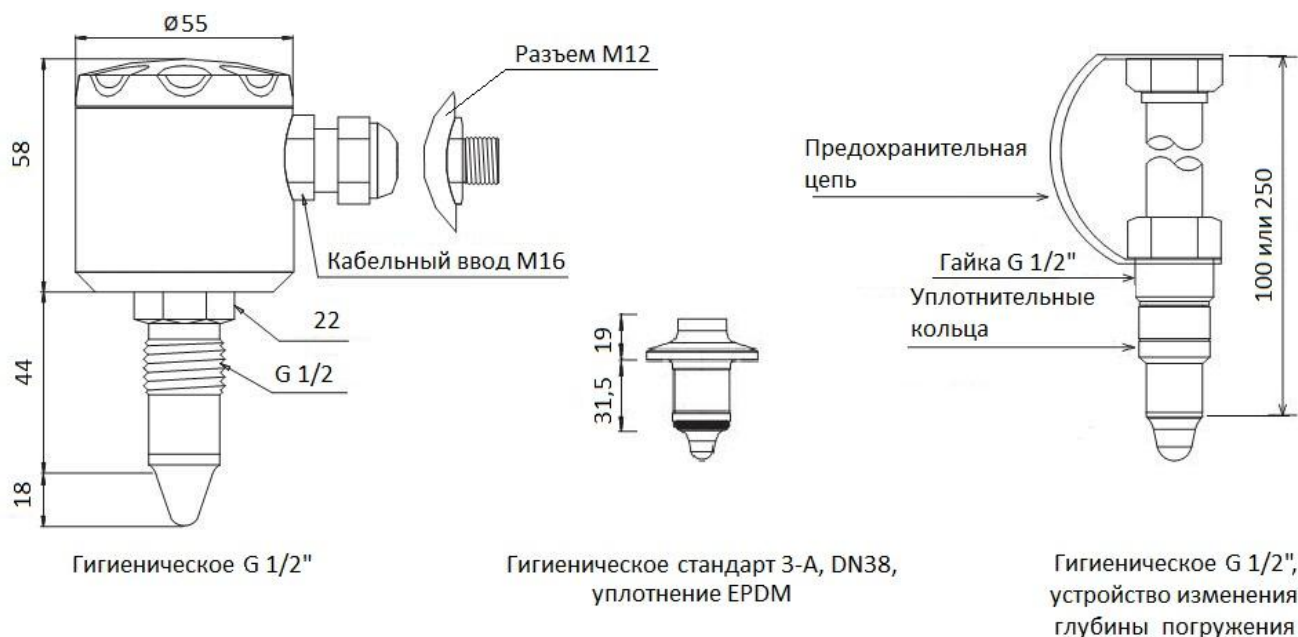 Ø55
58
44
18
Разъем М12
Кабельный ввод М16
22
G 1/2
Гигиеническое G 1/2"
19
31,5
Гигиеническое стандарт 3-А, DN38,
уплотнение EPDM
Предохранительная
цепь
Гайка G 1/2"
Уплотнительные
кольца
100 или 250
Гигиеническое G 1/2",
устройство изменения
глубины погружения